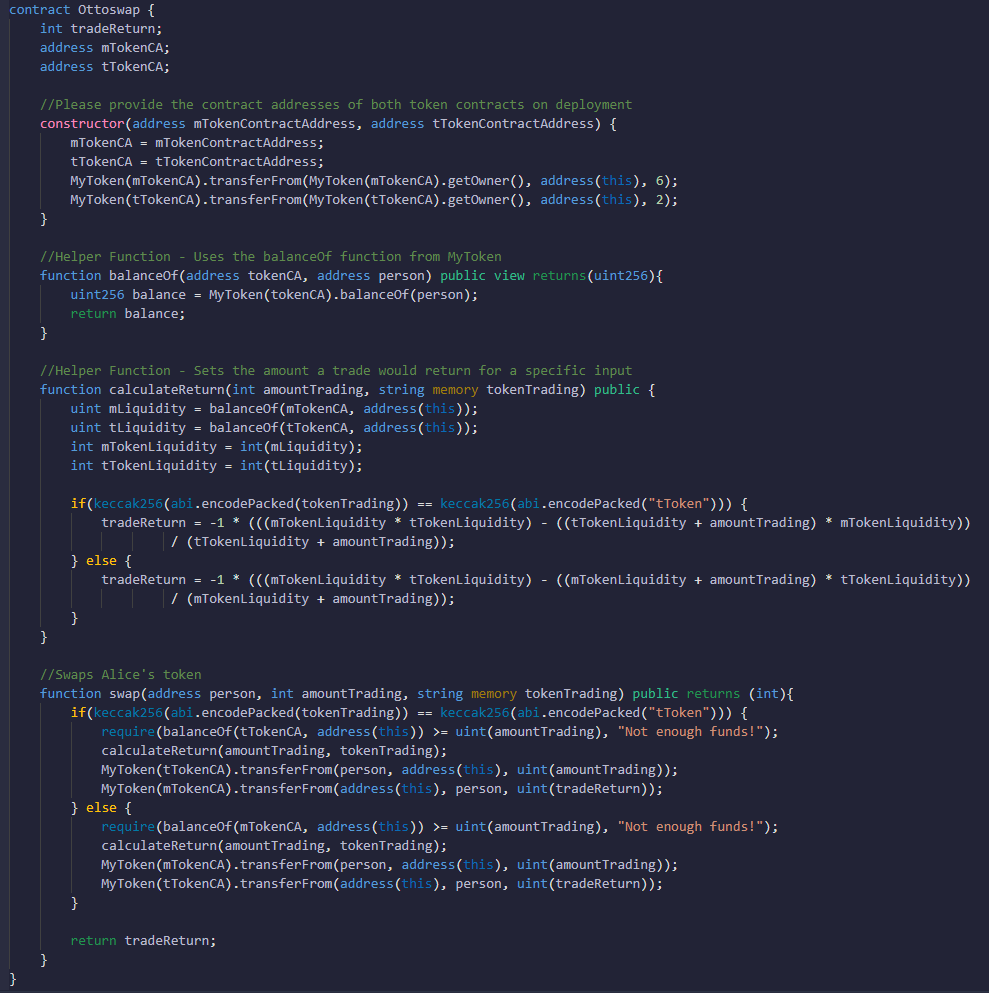 contract Ottoswap {
    int tradeReturn;
    address mTokenCA;
    address tTokenCA;

    //Please provide the contract addresses of both token contracts on deployment
    constructor(address mTokenContractAddress, address tTokenContractAddress) {
        mTokenCA = mTokenContractAddress;
        tTokenCA = tTokenContractAddress;
        MyToken(mTokenCA).transferFrom(MyToken(mTokenCA).getOwner(), address(this), 6);
        MyToken(tTokenCA).transferFrom(MyToken(tTokenCA).getOwner(), address(this), 2);
    }

    //Helper Function - Uses the balanceOf function from MyToken
    function balanceOf(address tokenCA, address person) public view returns(uint256){
        uint256 balance = MyToken(tokenCA).balanceOf(person);
        return balance;
    }

    //Helper Function - Sets the amount a trade would return for a specific input
    function calculateReturn(int amountTrading, string memory tokenTrading) public {
        uint mLiquidity = balanceOf(mTokenCA, address(this));
        uint tLiquidity = balanceOf(tTokenCA, address(this));
        int mTokenLiquidity = int(mLiquidity);
        int tTokenLiquidity = int(tLiquidity);

        if(keccak256(abi.encodePacked(tokenTrading)) == keccak256(abi.encodePacked("tToken"))) {
            tradeReturn = -1 * (((mTokenLiquidity * tTokenLiquidity) - ((tTokenLiquidity + amountTrading) * mTokenLiquidity))
                    / (tTokenLiquidity + amountTrading));
        } else {
            tradeReturn = -1 * (((mTokenLiquidity * tTokenLiquidity) - ((mTokenLiquidity + amountTrading) * tTokenLiquidity))
                    / (mTokenLiquidity + amountTrading));
        }
    }

    //Swaps Alice's token
    function swap(address person, int amountTrading, string memory tokenTrading) public returns (int){
        if(keccak256(abi.encodePacked(tokenTrading)) == keccak256(abi.encodePacked("tToken"))) {
            require(balanceOf(tTokenCA, address(this)) >= uint(amountTrading), "Not enough funds!");
            calculateReturn(amountTrading, tokenTrading);
            MyToken(tTokenCA).transferFrom(person, address(this), uint(amountTrading));
            MyToken(mTokenCA).transferFrom(address(this), person, uint(tradeReturn));
        } else {
            require(balanceOf(mTokenCA, address(this)) >= uint(amountTrading), "Not enough funds!");
            calculateReturn(amountTrading, tokenTrading);
            MyToken(mTokenCA).transferFrom(person, address(this), uint(amountTrading));
            MyToken(tTokenCA).transferFrom(address(this), person, uint(tradeReturn));
        }

        return tradeReturn;
    }
}